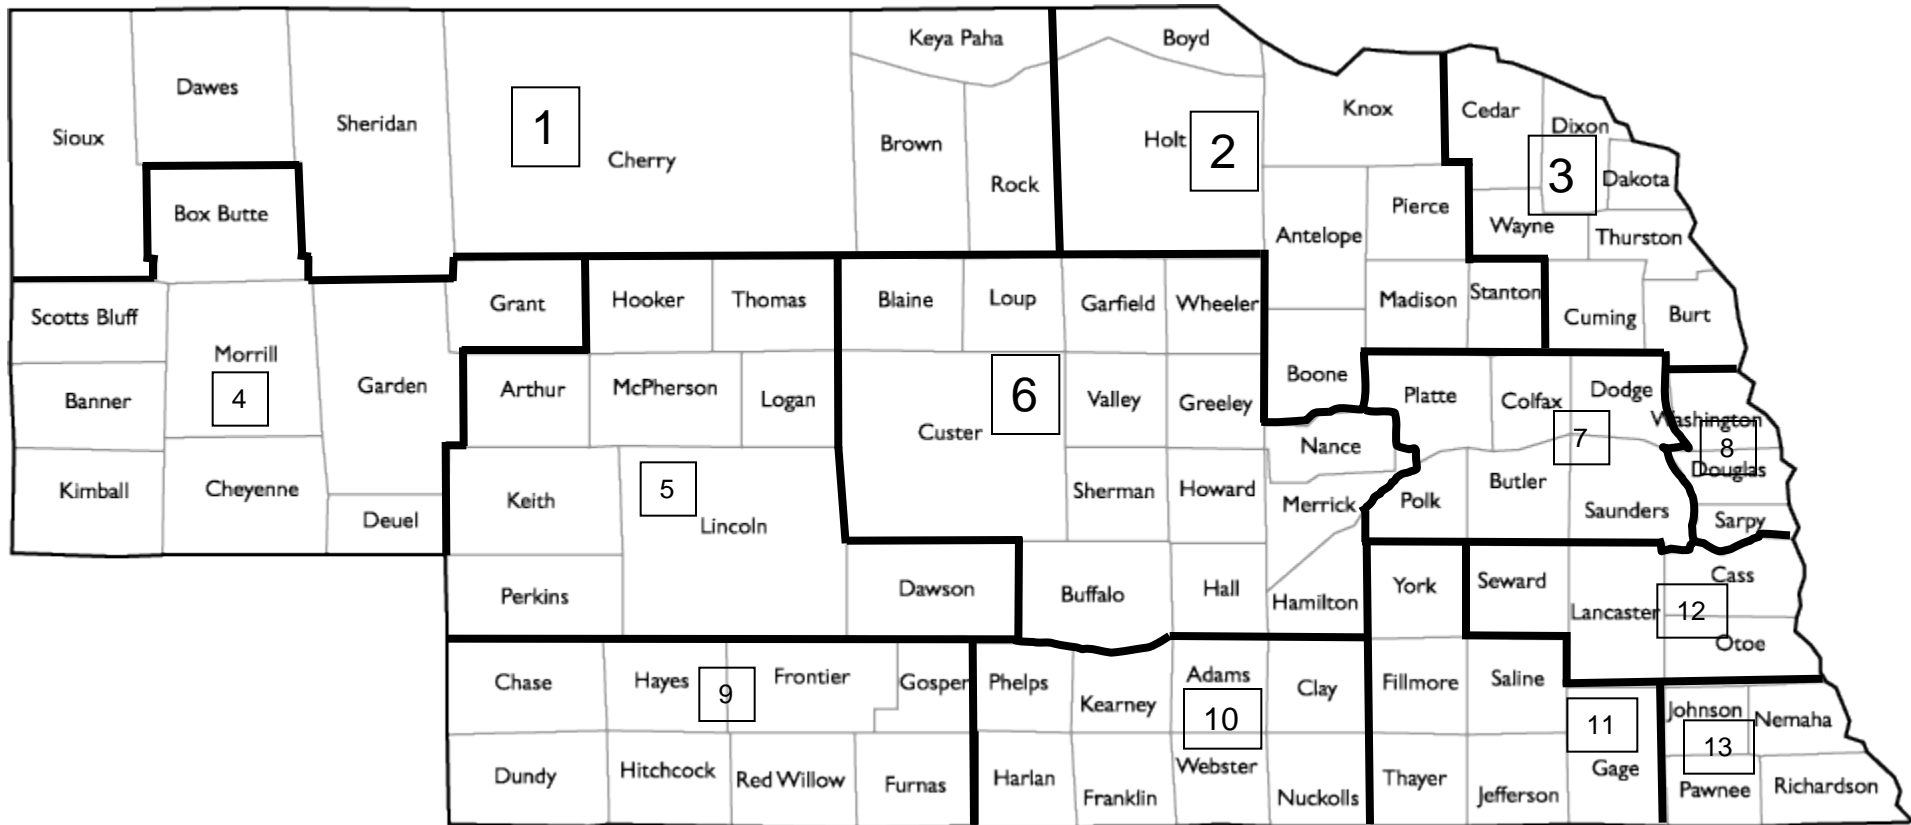 Keya Paha
Boyd
Dawes
Sioux
Sheridan
1
Cherry
Brown
Rock
Holt
2
Knox
Cedar
Dixon
3
Dakota
Box Butte
Antelope
Pierce
Wayne
Thurston
Scotts Bluff
Morrill
Grant
Hooker
Thomas
Blaine
Loup
Garfield
Wheeler
Madison
Stanton
Cuming
Burt
Banner
4
Garden
Arthur
McPherson
Logan
Custer
6
Valley
Greeley
Boone
Platte
Colfax
Dodge
Washington
Kimball
Cheyenne
Deuel
Keith
5
Lincoln
Sherman
Howard
Nance
Merrick
Polk
Butler
7
Saunders
8
Douglas
Sarpy
Perkins
Dawson
Buffalo
Hall
Hamilton
York
Seward
Lancaster
12
Cass
Otoe
Chase
Hayes
9
Frontier
Gosper
Phelps
Kearney
Adams
10
Clay
Fillmore
Saline
11
Gage
Johnson
Nemaha
13
Dundy
Hitchcock
Red Willow
Furnas
Harlan
Franklin
Webster
Nuckolls
Thayer
Jefferson
Pawnee
Richardson